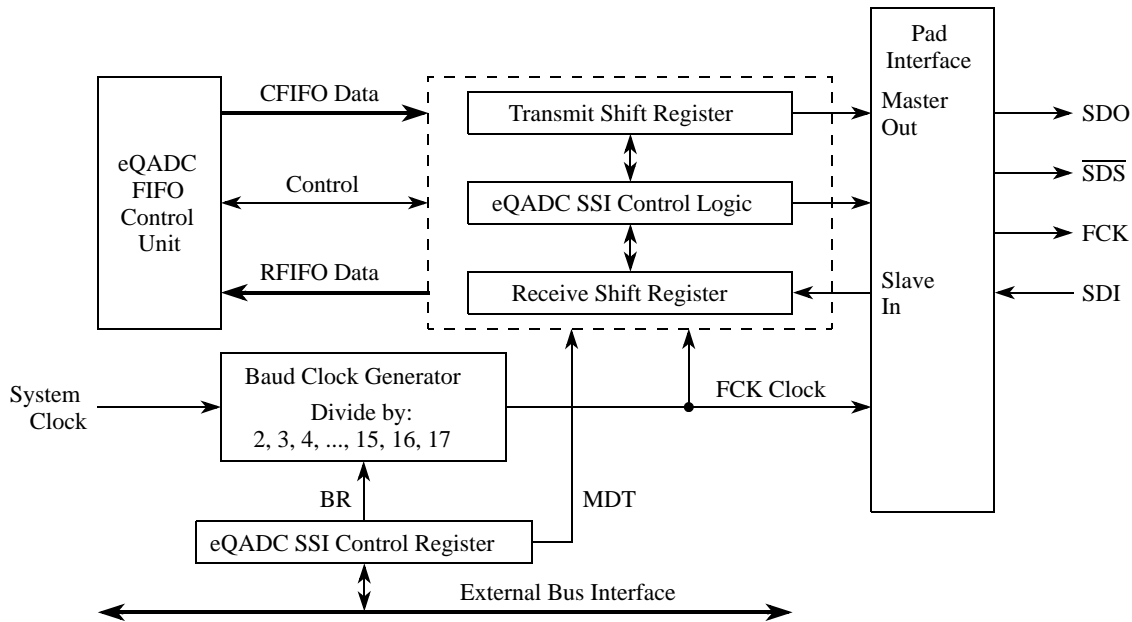 Pad
Interface
CFIFO Data
Transmit Shift Register
Master
Out
SDO
eQADC
FIFO
Control
Unit
Control
eQADC SSI Control Logic
SDS
FCK
RFIFO Data
Receive Shift Register
Slave
In
SDI
System
Clock
Baud Clock Generator
Divide by:
2, 3, 4, ..., 15, 16, 17
FCK Clock
BR
MDT
eQADC SSI Control Register
External Bus Interface